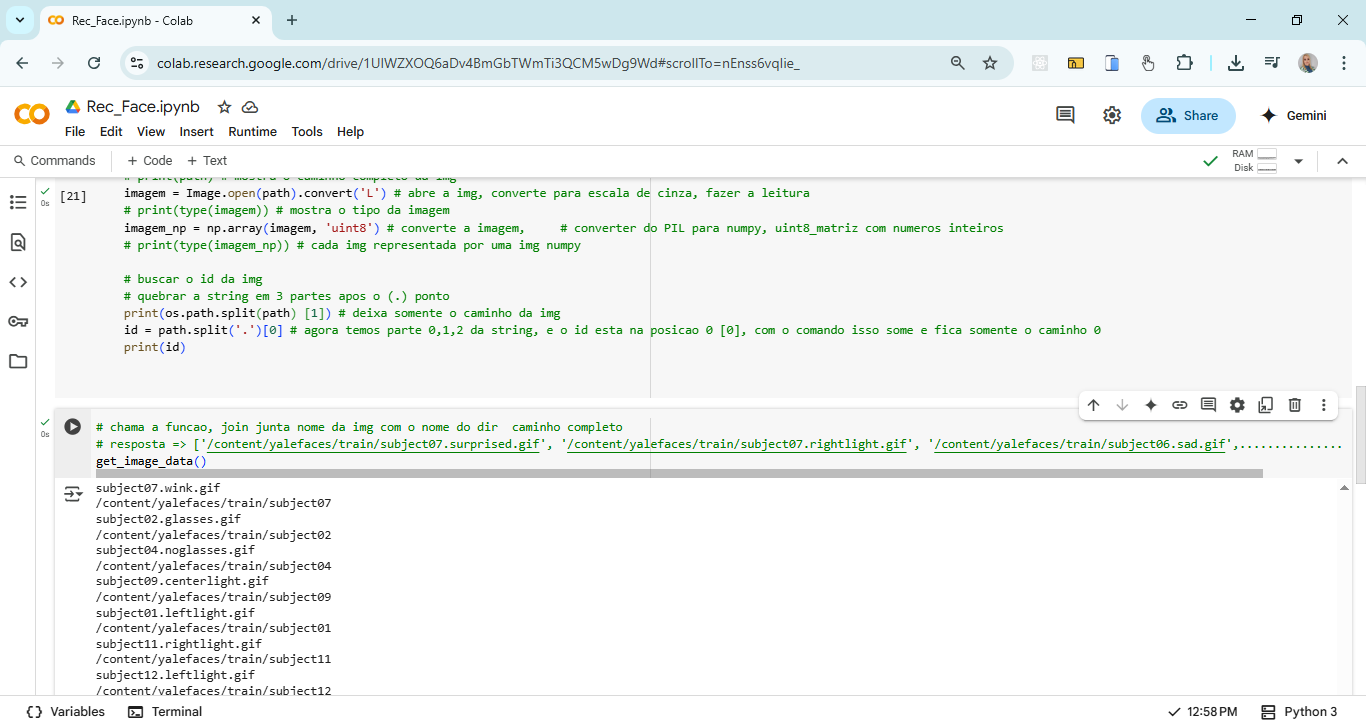 Rec_Face.ipynb - Colab
colab.research.google.com/drive/1UIWZXOQ6aDv4BmGbTWmTi3QCM5wDg9Wd#scrollTo=nEnss6vqlie_
Rec_Face.ipynb
File Edit View Insert Runtime Tools Help
Share
Gemini
Commands + Code + Text
RAM
Disk
# print(path) # mostra o caminho completo da img
[21] imagem = Image.open(path).convert('L') # abre a img, converte para escala de cinza, fazer a leitura
0s
# print(type(imagem)) # mostra o tipo da imagem
imagem_np = np.array(imagem, 'uint8') # converte a imagem, # converter do PIL para numpy, uint8_matriz com numeros inteiros
# print(type(imagem_np)) # cada img representada por uma img numpy
# buscar o id da img
# quebrar a string em 3 partes apos o (.) ponto
print(os.path.split(path) [1]) # deixa somente o caminho da img
id = path.split('.')[0] # agora temos parte 0,1,2 da string, e o id esta na posicao 0 [0], com o comando isso some e fica somente o caminho 0
print(id)
0s
# chama a funcao, join junta nome da img com o nome do dir caminho completo
# resposta => ['/content/yalefaces/train/subject07.surprised.gif', '/content/yalefaces/train/subject07.rightlight.gif', '/content/yalefaces/train/subject06.sad.gif',...............
get_image_data()
subject07.wink.gif
/content/yalefaces/train/subject07
subject02.glasses.gif
/content/yalefaces/train/subject02
subject04.noglasses.gif
/content/yalefaces/train/subject04
subject09.centerlight.gif
/content/yalefaces/train/subject09
subject01.leftlight.gif
/content/yalefaces/train/subject01
subject11.rightlight.gif
/content/yalefaces/train/subject11
subject12.leftlight.gif
/content/yalefaces/train/subject12
Variables Terminal
12:58 PM
Python 3